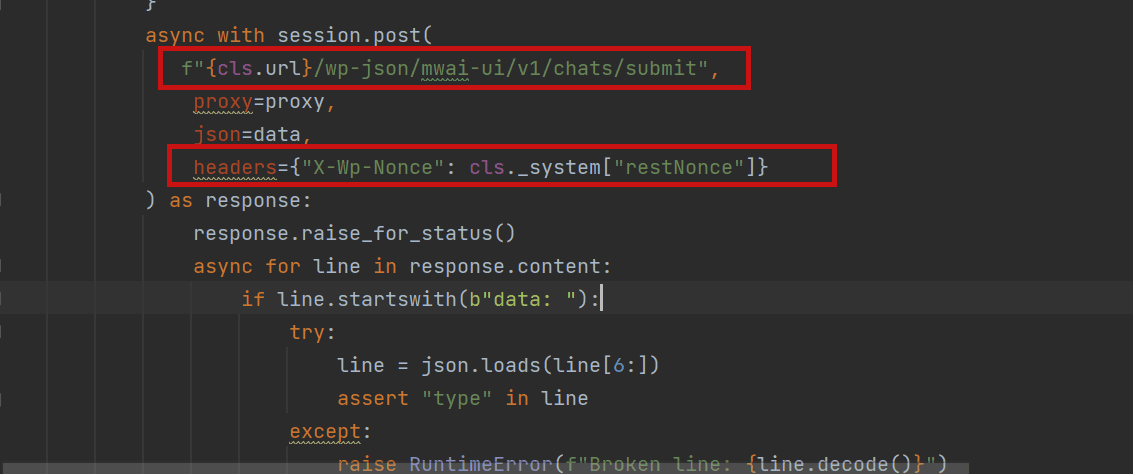 }
async with session.post(
f"{cls.url}/wp-json/mwai-ui/v1/chats/submit",
proxy=proxy,
json=data,
headers={"X-Wp-Nonce": cls._system["restNonce"]}
) as response:
response.raise_for_status()
async for line in response.content:
if line.startswith(b"data: "):
try:
line = json.loads(line[6:])
assert "type" in line
except:
raise RuntimeError(f"Broken line: {line.decode()}")